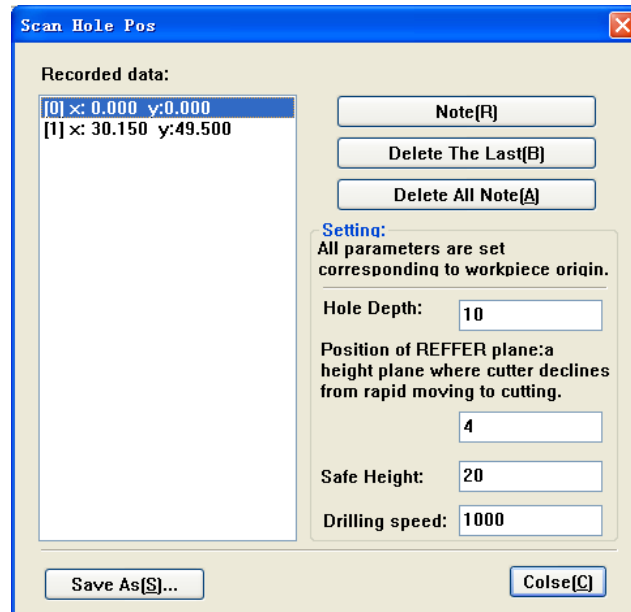 Scan Hole Pos
Recorded data:
[0] x: 0.000 y:0.000
[1] x: 30.150 y:49.500
Note(R)
Delete The Last(B)
Delete All Note(A)
Setting:
All parameters are set
corresponding to workpiece origin.
Hole Depth:
10
Position of REFFER plane:a
height plane where cutter declines
from rapid moving to cutting.
4
Safe Height:
20
Drilling speed:
1000
Save As(S)...
Colse(C)